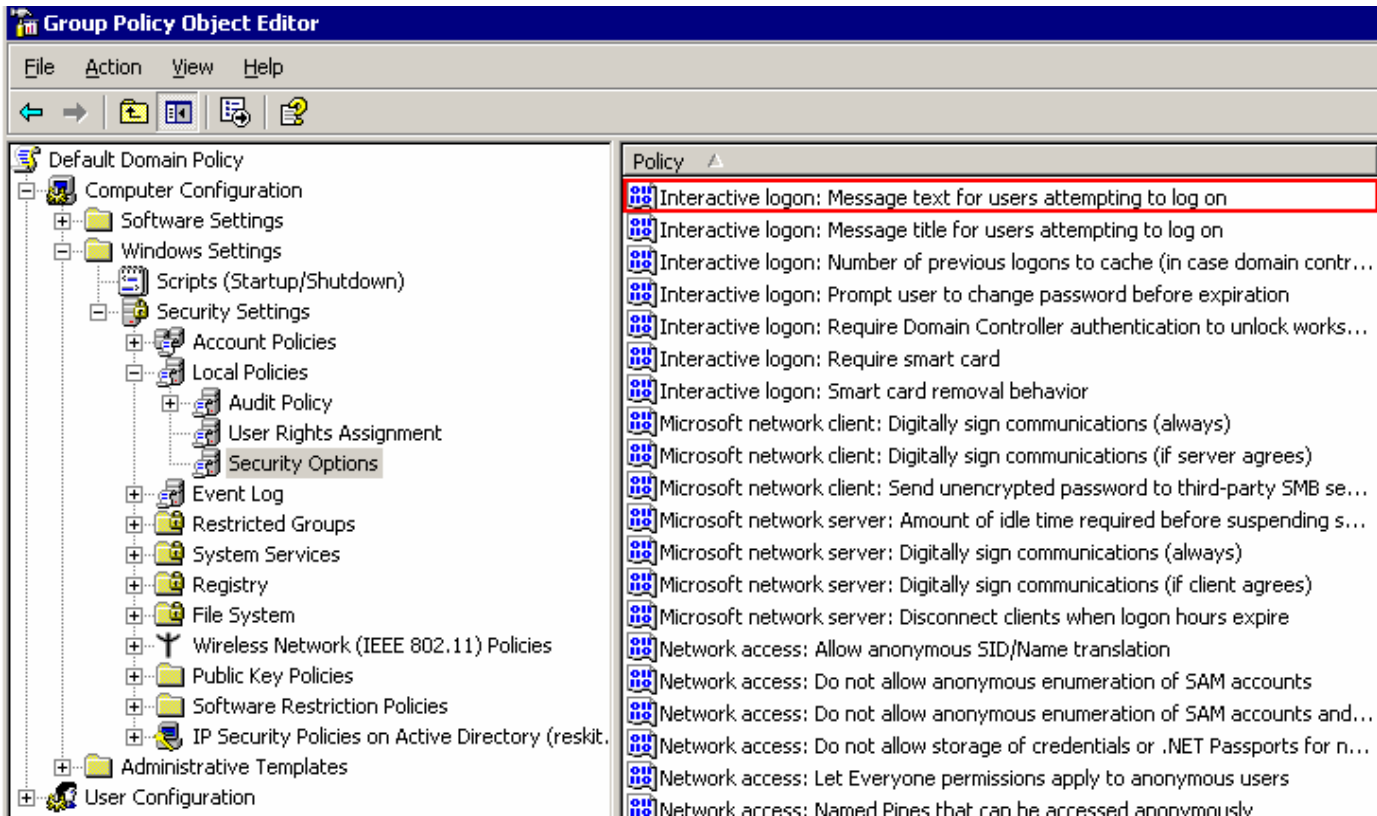 Group Policy Object Editor
File Action View Help
Default Domain Policy
Computer Configuration
Software Settings
Windows Settings
Scripts (Startup/Shutdown)
Security Settings
Account Policies
Local Policies
Audit Policy
User Rights Assignment
Security Options
Event Log
Restricted Groups
System Services
Registry
File System
Wireless Network (IEEE 802.11) Policies
Public Key Policies
Software Restriction Policies
IP Security Policies on Active Directory (reskit.
Administrative Templates
User Configuration
Policy
Interactive logon: Message text for users attempting to log on
Interactive logon: Message title for users attempting to log on
Interactive logon: Number of previous logons to cache (in case domain contr...
Interactive logon: Prompt user to change password before expiration
Interactive logon: Require Domain Controller authentication to unlock works...
Interactive logon: Require smart card
Interactive logon: Smart card removal behavior
Microsoft network client: Digitally sign communications (always)
Microsoft network client: Digitally sign communications (if server agrees)
Microsoft network client: Send unencrypted password to third-party SMB se...
Microsoft network server: Amount of idle time required before suspending s...
Microsoft network server: Digitally sign communications (always)
Microsoft network server: Digitally sign communications (if client agrees)
Microsoft network server: Disconnect clients when logon hours expire
Network access: Allow anonymous SID/Name translation
Network access: Do not allow anonymous enumeration of SAM accounts
Network access: Do not allow anonymous enumeration of SAM accounts and...
Network access: Do not allow storage of credentials or .NET Passports for n...
Network access: Let Everyone permissions apply to anonymous users
Network access: Named Pipes that can be accessed anonymously